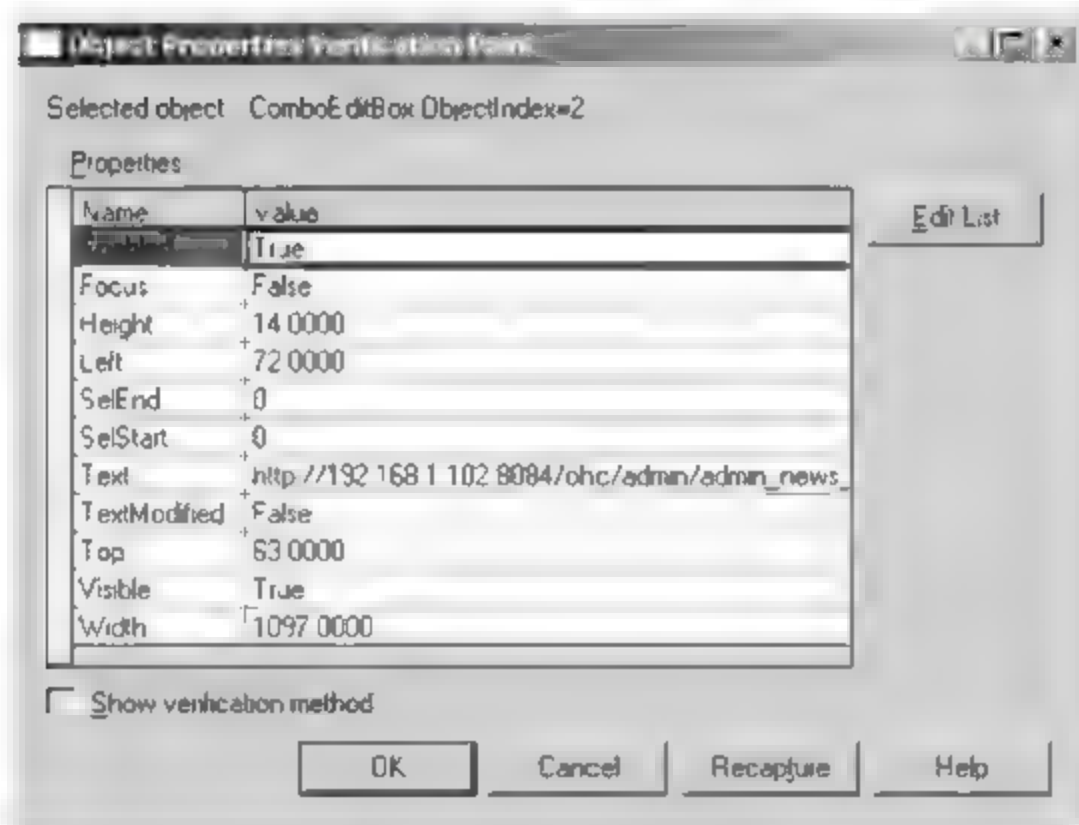 Object Properties Verification Point
Selected object ComboEditBox ObjectIndex=2
Properties
Name Value
True
Focus False
Height 14 0000
Left 72 0000
SelEnd 0
SelStart 0
Text http //192 168 1 102 8084/ohc/admin/admin_news_
TextModified False
Top 63 0000
Visible True
Width 1097 0000
Edit List
Show verification method
OK Cancel Recapture Help